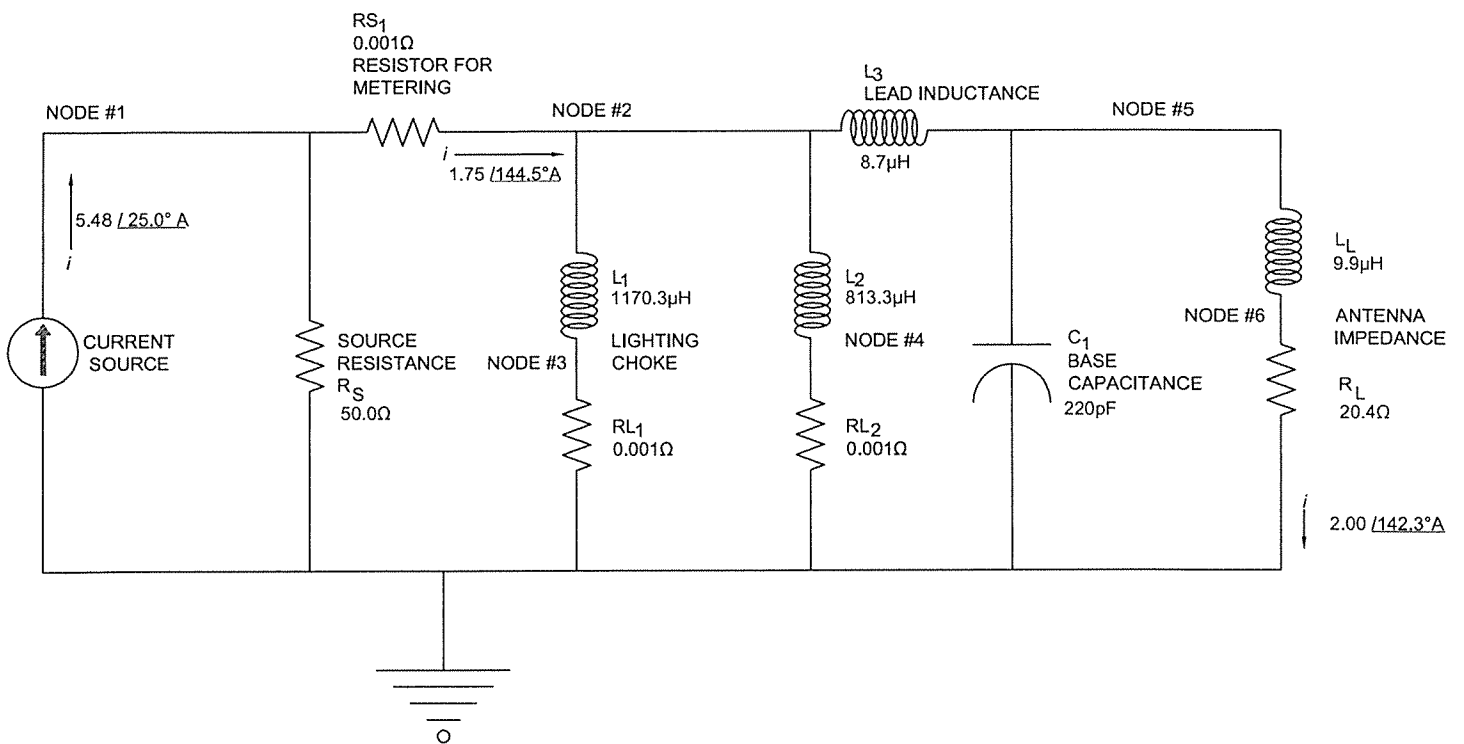 RS1
0.001Ω
RESISTOR FOR
METERING
NODE #1
NODE #2
L3
LEAD INDUCTANCE
8.7µH
NODE #5
i
1.75 /144.5°A
5.48 / 25.0° A
i
CURRENT
SOURCE
SOURCE
RESISTANCE
RS
50.0Ω
L1
1170.3µH
LIGHTING
CHOKE
NODE #3
RL1
0.001Ω
L2
813.3µH
NODE #4
RL2
0.001Ω
C1
BASE
CAPACITANCE
220pF
LL
9.9µH
NODE #6
ANTENNA
IMPEDANCE
RL
20.4Ω
i
2.00 /142.3°A